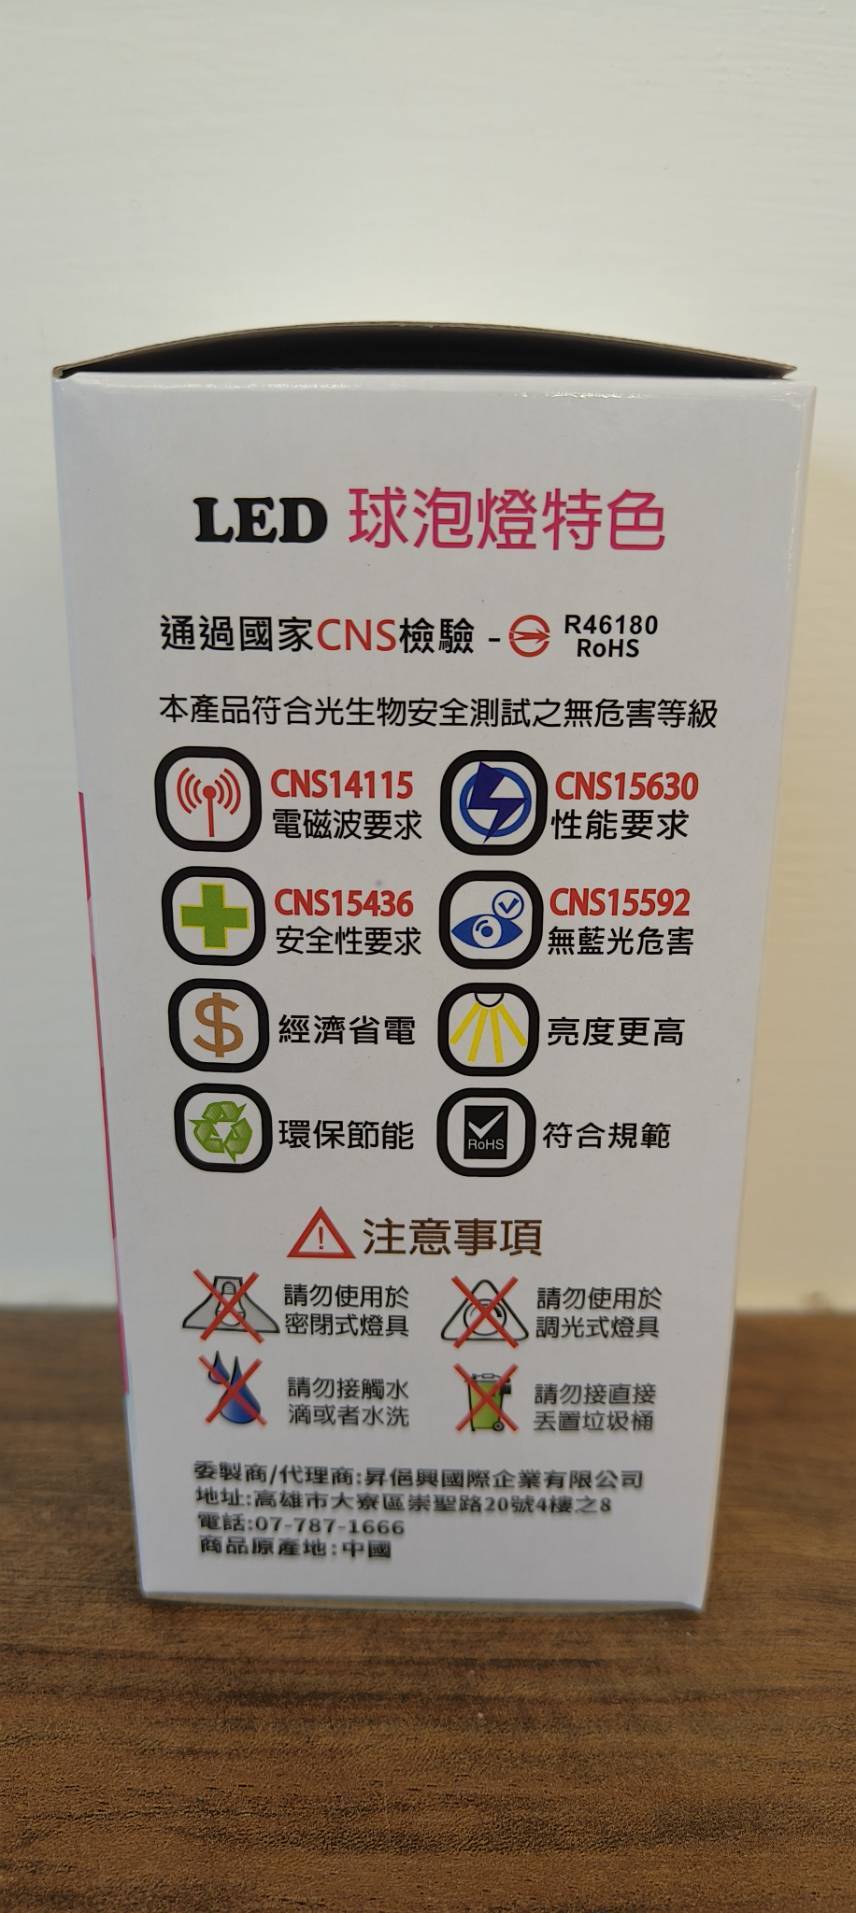 LED 球泡燈特色
通過國家CNS檢驗 - R46180
RoHS
本產品符合光生物安全測試之無危害等級
CNS14115
電磁波要求
CNS15630
性能要求
CNS15436
安全性要求
CNS15592
無藍光危害
$
經濟省電
亮度更高
環保節能
RoHS
符合規範
! 注意事項
請勿使用於
密閉式燈具
請勿使用於
調光式燈具
請勿接觸水
滴或者水洗
請勿接直接
丟置垃圾桶
委製商/代理商:昇俋興國際企業有限公司
地址:高雄市大寮區崇聖路20號4樓之8
電話:07-787-1666
商品原產地:中國